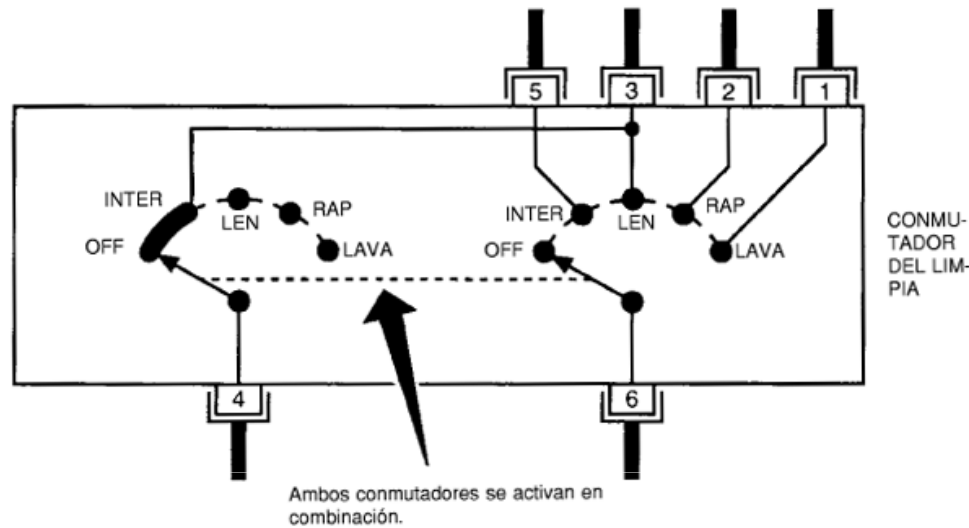 5 3 2 1
INTER
LEN
RAP
OFF
LAVA
INTER
LEN
RAP
OFF
LAVA
CONMU-
TADOR
DEL LIM-
PIA
4 6
Ambos conmutadores se activan en
combinación.